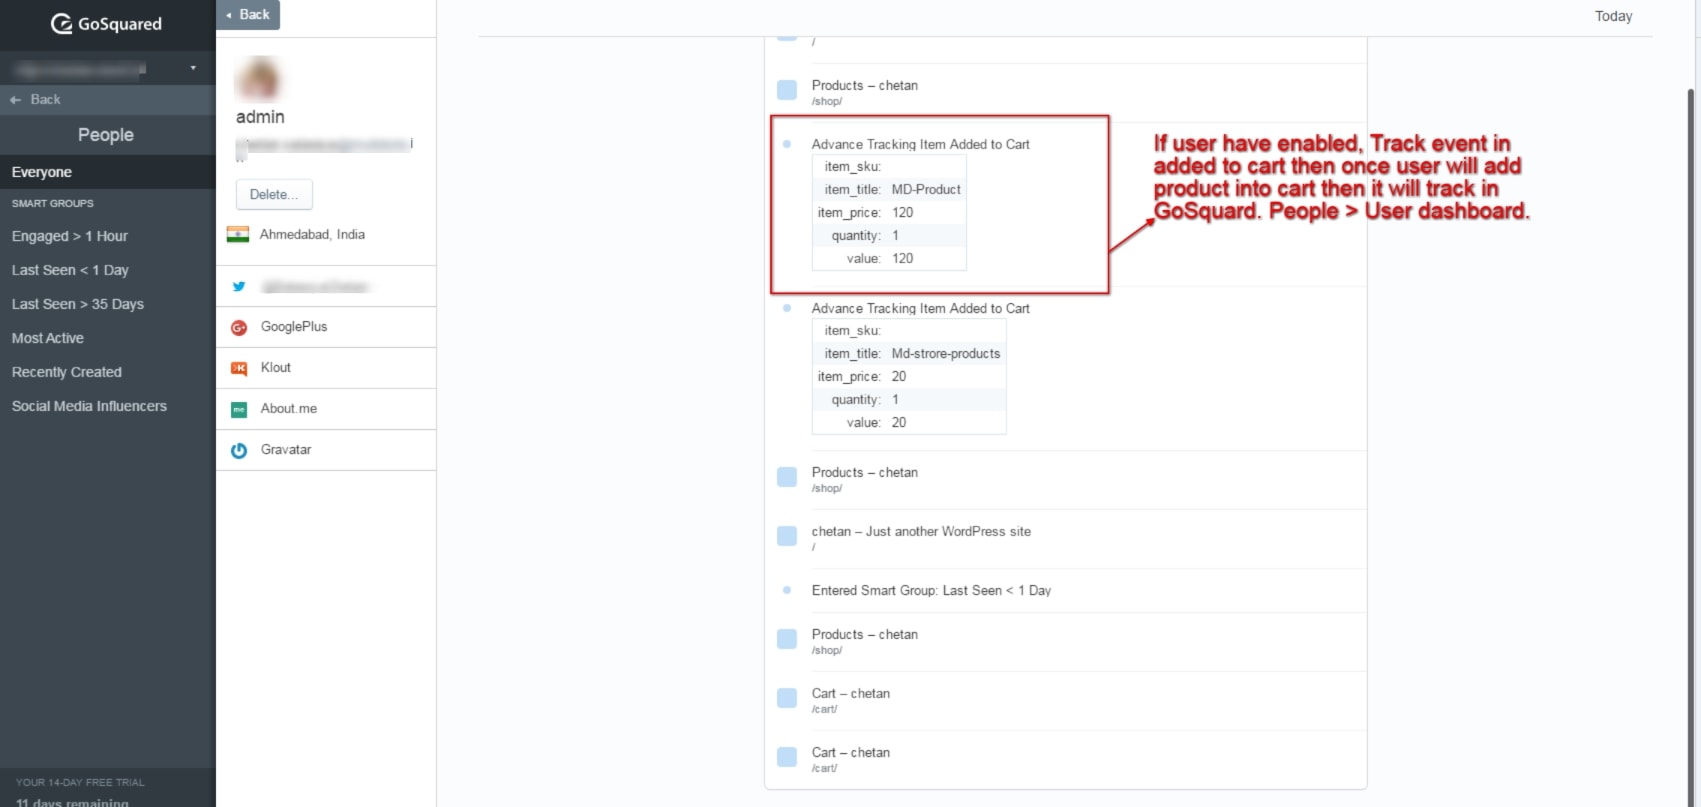 GoSquared
Back
People
Everyone
SMART GROUPS
Engaged > 1 Hour
Last Seen < 1 Day
Last Seen > 35 Days
Most Active
Recently Created
Social Media Influencers
YOUR 14-DAY FREE TRIAL
11 days remaining
Back
admin
Delete...
Ahmedabad, India
GooglePlus
Klout
About.me
Gravatar
Today
/
Products – chetan
/shop/
Advance Tracking Item Added to Cart
item_sku:
item_title: MD-Product
item_price: 120
quantity: 1
value: 120
If user have enabled, Track event in
added to cart then once user will add
product into cart then it will track in
GoSquard. People > User dashboard.
Advance Tracking Item Added to Cart
item_sku:
item_title: Md-strore-products
item_price: 20
quantity: 1
value: 20
Products – chetan
/shop/
chetan – Just another WordPress site
/
Entered Smart Group: Last Seen < 1 Day
Products – chetan
/shop/
Cart – chetan
/cart/
Cart – chetan
/cart/